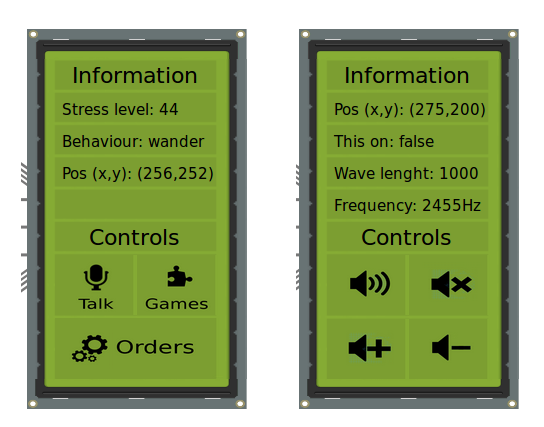 Information
Stress level: 44
Behaviour: wander
Pos (x,y): (256,252)
Controls
Talk
Games
Orders
Information
Pos (x,y): (275,200)
This on: false
Wave lenght: 1000
Frequency: 2455Hz
Controls